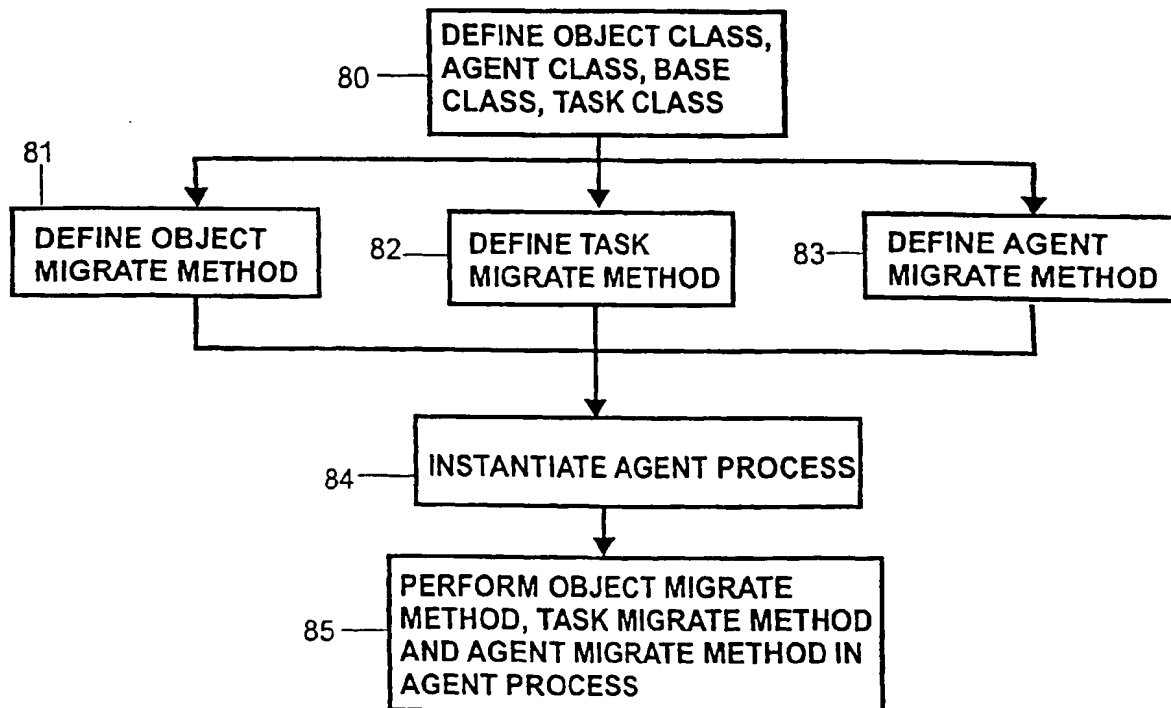 DEFINE OBJECT CLASS,
AGENT CLASS, BASE
CLASS, TASK CLASS
80
81
DEFINE OBJECT
MIGRATE METHOD
82
DEFINE TASK
MIGRATE METHOD
83
DEFINE AGENT
MIGRATE METHOD
84
INSTANTIATE AGENT PROCESS
85
PERFORM OBJECT MIGRATE
METHOD, TASK MIGRATE METHOD
AND AGENT MIGRATE METHOD IN
AGENT PROCESS